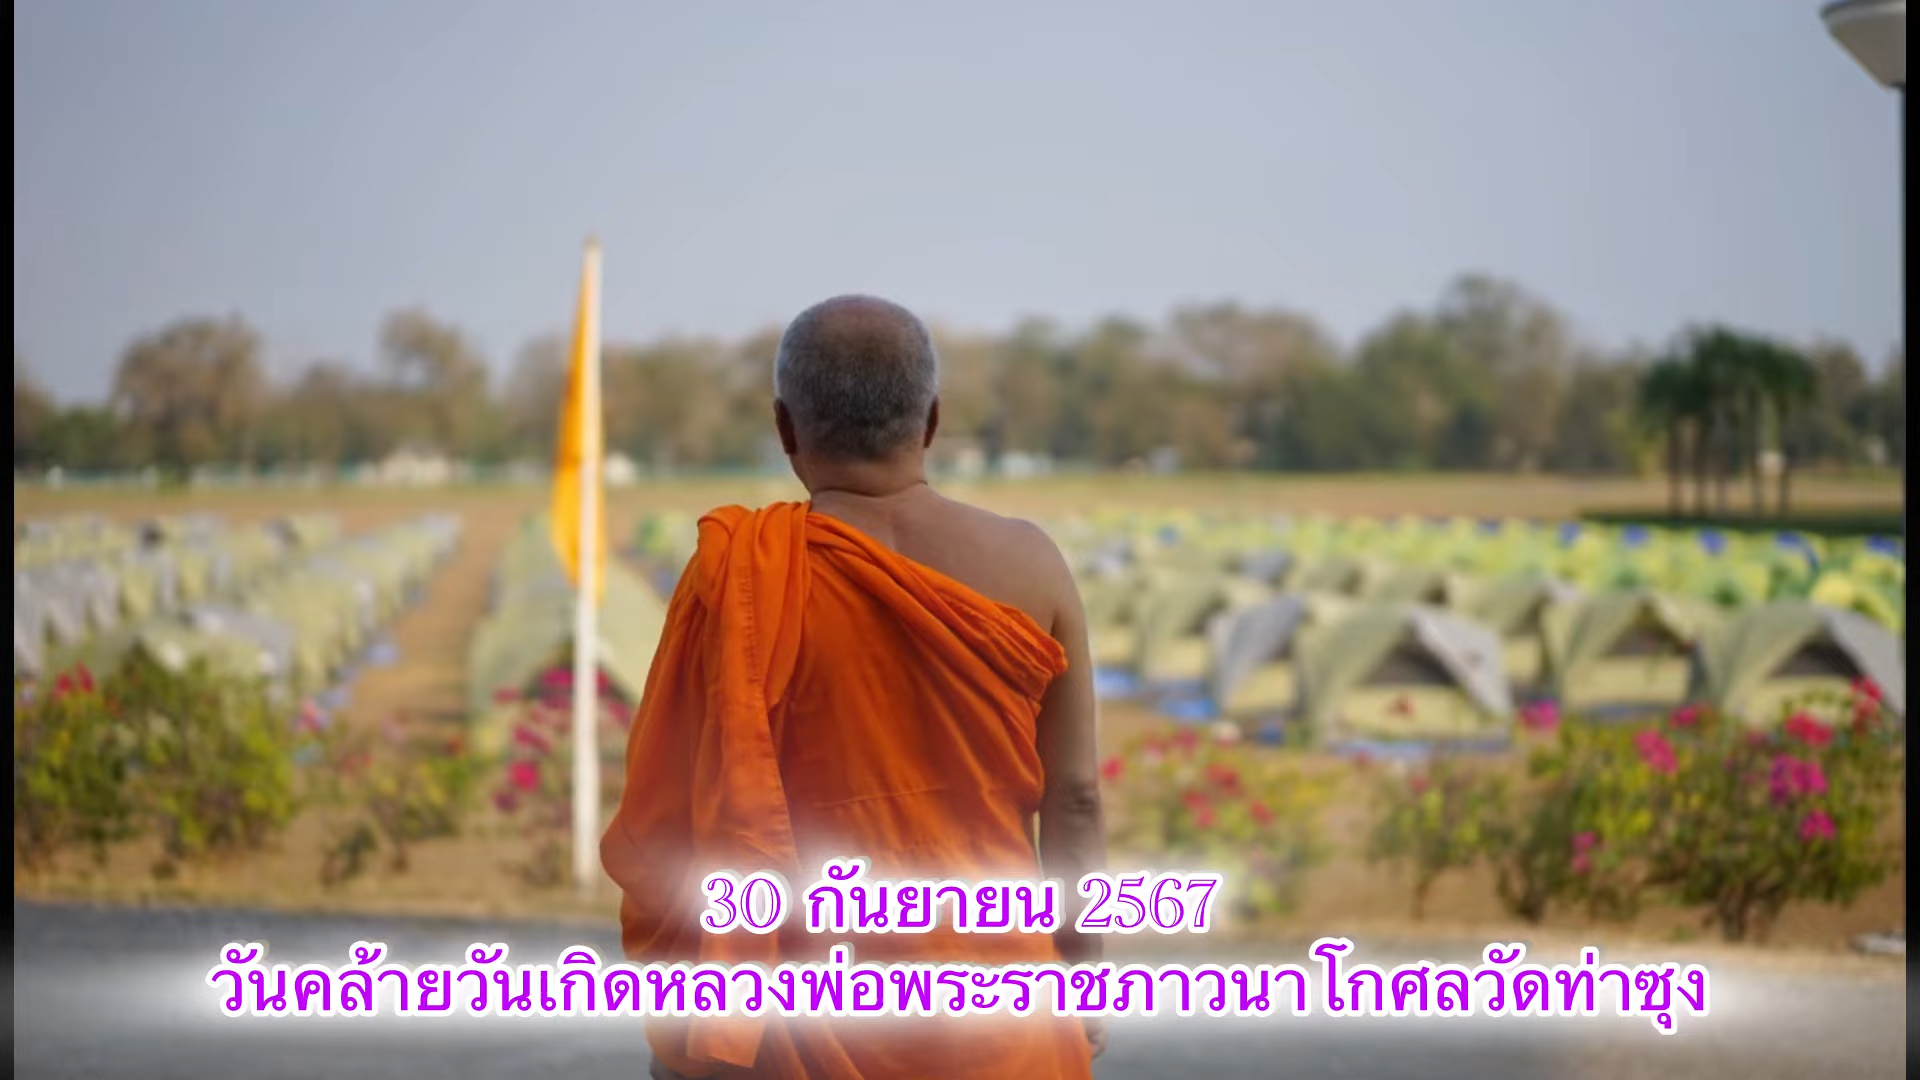 30 กันยายน 2567
วันคล้ายวันเกิดหลวงพ่อพระราชภาวนาโกศลวัดท่าซุง